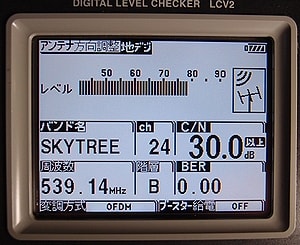 DIGITAL LEVEL CHECKER LCV2
アンテナ方向調整 地デジ
50 60 70 80 90
レベル
バンド名 ch C/N
SKYTREE 24 30.0 以上 dB
周波数 階層 BER
539.14 MHz B 0.00
変調方式 OFDM ブースター給電 OFF